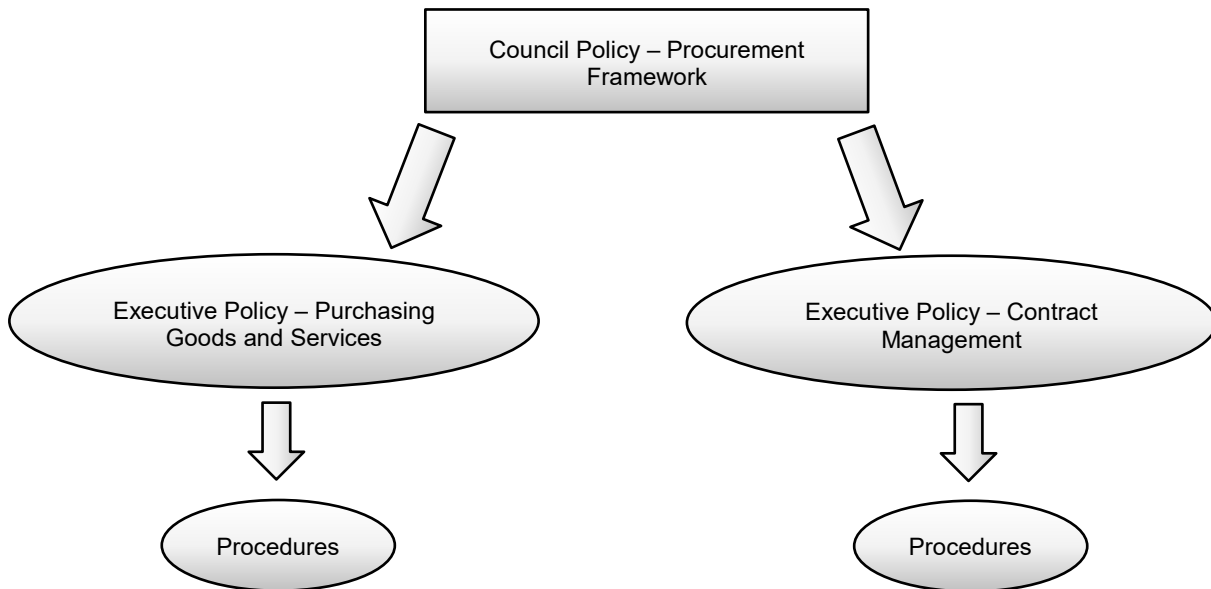 Council Policy – Procurement
Framework
Executive Policy – Purchasing
Goods and Services
Executive Policy – Contract
Management
Procedures
Procedures